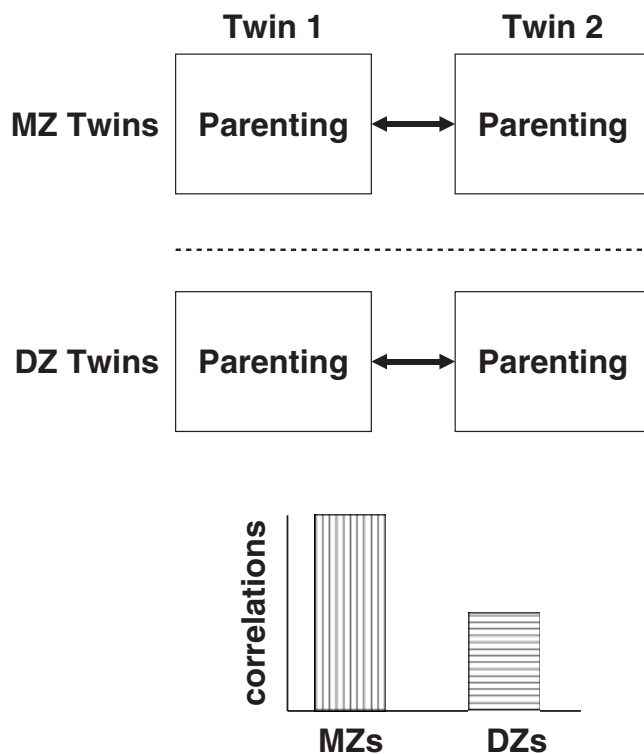 Twin 1 Twin 2
MZ Twins Parenting Parenting
DZ Twins Parenting Parenting
correlations
MZs DZs